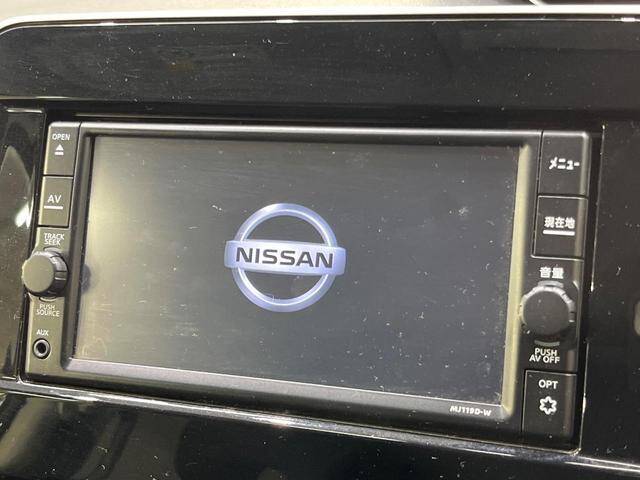 OPEN
AV
TRACK
SEEK
PUSH
SOURCE
AUX
NISSAN
メニュー
現在地
音量
PUSH
AV OFF
OPT
MJ119D-W